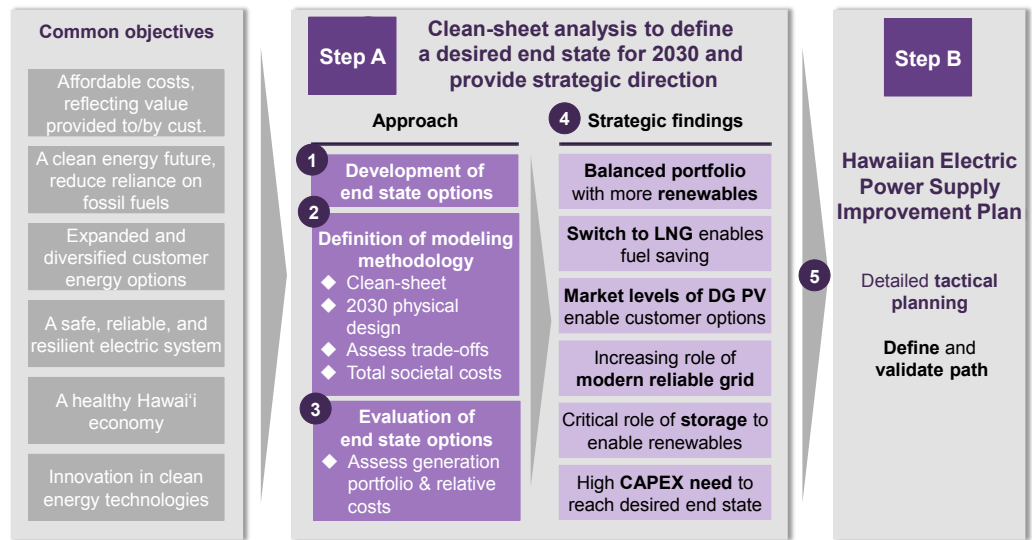 Common objectives
Affordable costs,
reflecting value
provided to/by cust.
A clean energy future,
reduce reliance on
fossil fuels
Expanded and
diversified customer
energy options
A safe, reliable, and
resilient electric system
A healthy Hawai‘i
economy
Innovation in clean
energy technologies
Step A
Clean-sheet analysis to define
a desired end state for 2030 and
provide strategic direction
Approach
1
Development of
end state options
2
Definition of modeling
methodology
◆ Clean-sheet
◆ 2030 physical
design
◆ Assess trade-offs
◆ Total societal costs
3
Evaluation of
end state options
◆ Assess generation
portfolio & relative
costs
4
Strategic findings
Balanced portfolio
with more renewables
Switch to LNG enables
fuel saving
Market levels of DG PV
enable customer options
Increasing role of
modern reliable grid
Critical role of storage to
enable renewables
High CAPEX need to
reach desired end state
5
Step B
Hawaiian Electric
Power Supply
Improvement Plan
Detailed tactical
planning
Define and
validate path